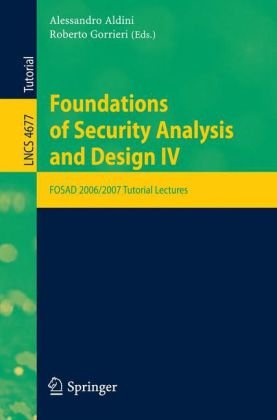 Alessandro Aldini
Roberto Gorrieri (Eds.)
Tutorial
LNCS 4677
Foundations
of Security Analysis
and Design IV
FOSAD 2006/2007 Tutorial Lectures
Springer